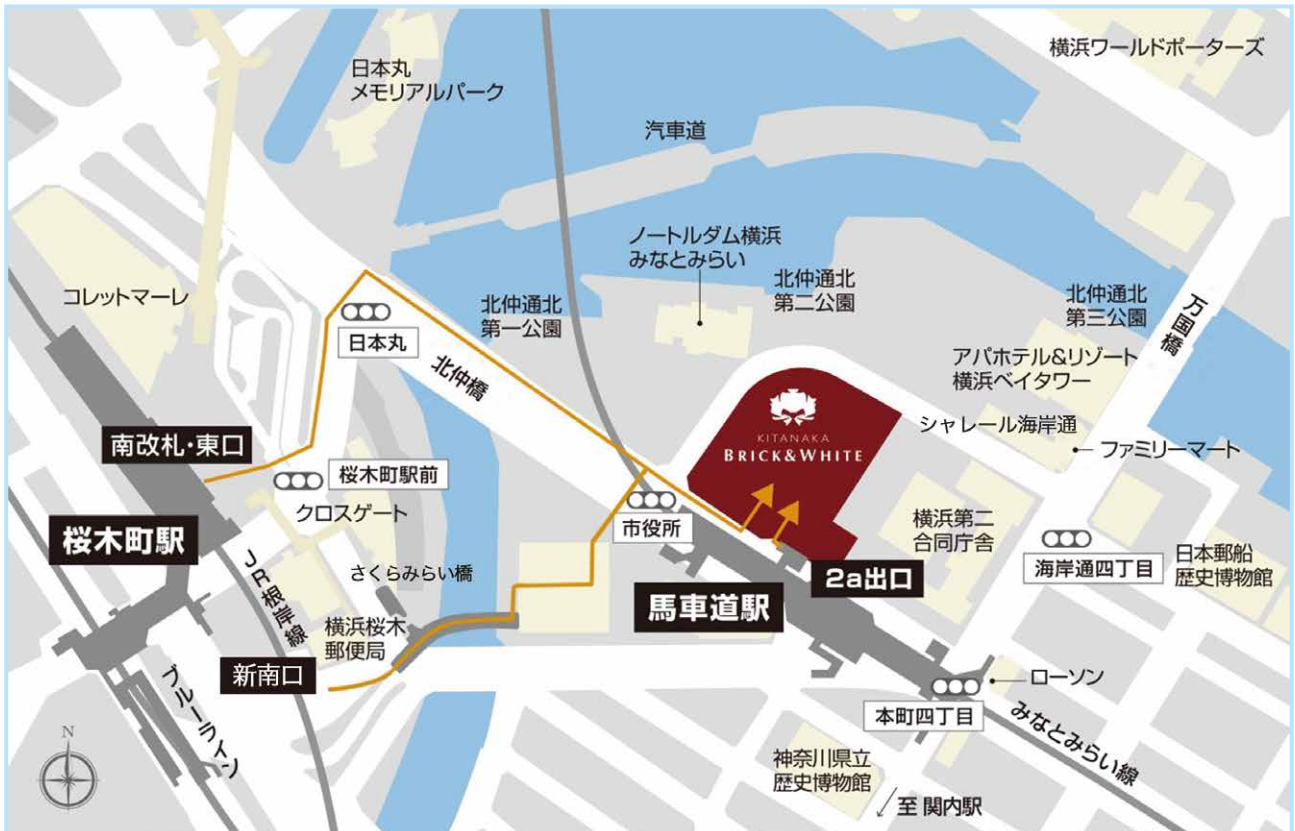 横浜ワールドポーターズ
日本丸
メモリアルパーク
汽車道
ノートルダム横浜
みなとみらい
北仲通北
第二公園
コレットマーレ
北仲通北
第一公園
北仲通北
第三公園
万国橋
日本丸
北仲橋
アパホテル&リゾート
横浜ベイタワー
KITANAKA
BRICK&WHITE
シャレール海岸通
ファミリーマート
南改札・東口
桜木町駅前
クロスゲート
市役所
横浜第二
合同庁舎
桜木町駅
JR根岸線
さくらみらい橋
2a出口
海岸通四丁目
日本郵船
歴史博物館
馬車道駅
横浜桜木
郵便局
新南口
ブルーライン
ローソン
本町四丁目
みなとみらい線
N
神奈川県立
歴史博物館
至 関内駅